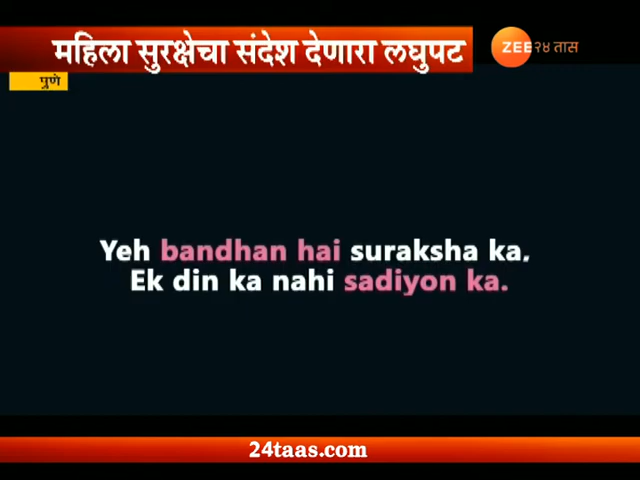 महिला सुरक्षेचा संदेश देणारा लघुपट
ZEE २४ तास
पुणे
Yeh bandhan hai suraksha ka.
Ek din ka nahi sadiyon ka.
24taas.com